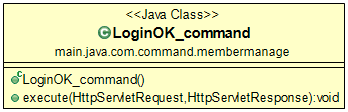 <<Java Class>>
LoginOK_command
main.java.com.command.membermanage
LoginOK_command()
execute(HttpServletRequest,HttpServletResponse):void